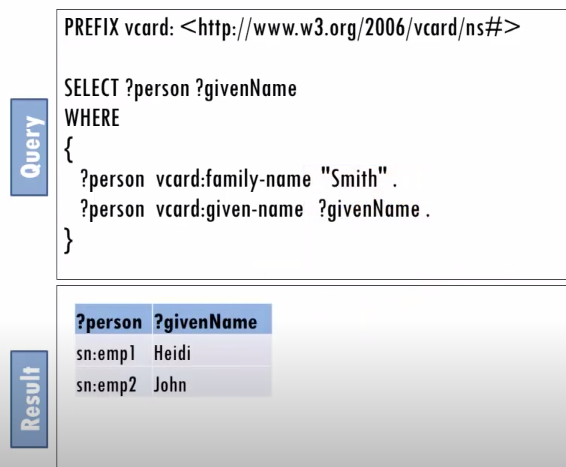 PREFIX vcard: <http://www.w3.org/2006/vcard/ns#>
SELECT ?person ?givenName
WHERE
{
?person vcard:family-name "Smith" .
?person vcard:given-name ?givenName .
}
Query
?person ?givenName
sn:emp1 Heidi
sn:emp2 John
Result